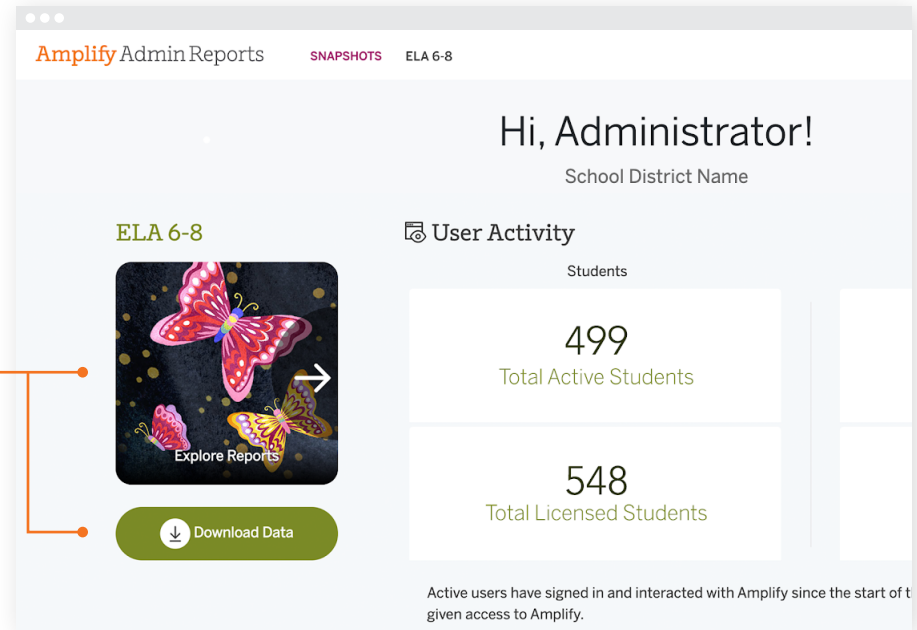 Amplify Admin Reports SNAPSHOTS ELA 6-8
Hi, Administrator!
School District Name
ELA 6-8
User Activity
Students
499
Total Active Students
548
Total Licensed Students
Explore Reports
Download Data
Active users have signed in and interacted with Amplify since the start of
given access to Amplify.